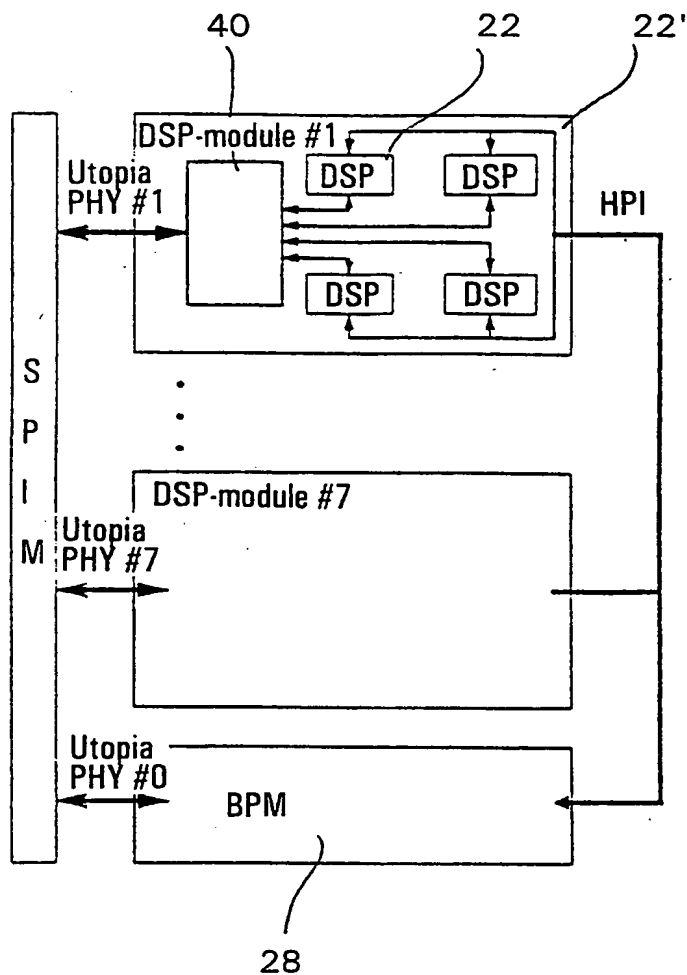 40
22
22'
DSP-module #1
DSP
DSP
Utopia
PHY #1
HPI
DSP
DSP
SPIM
DSP-module #7
Utopia
PHY #7
Utopia
PHY #0
BPM
28